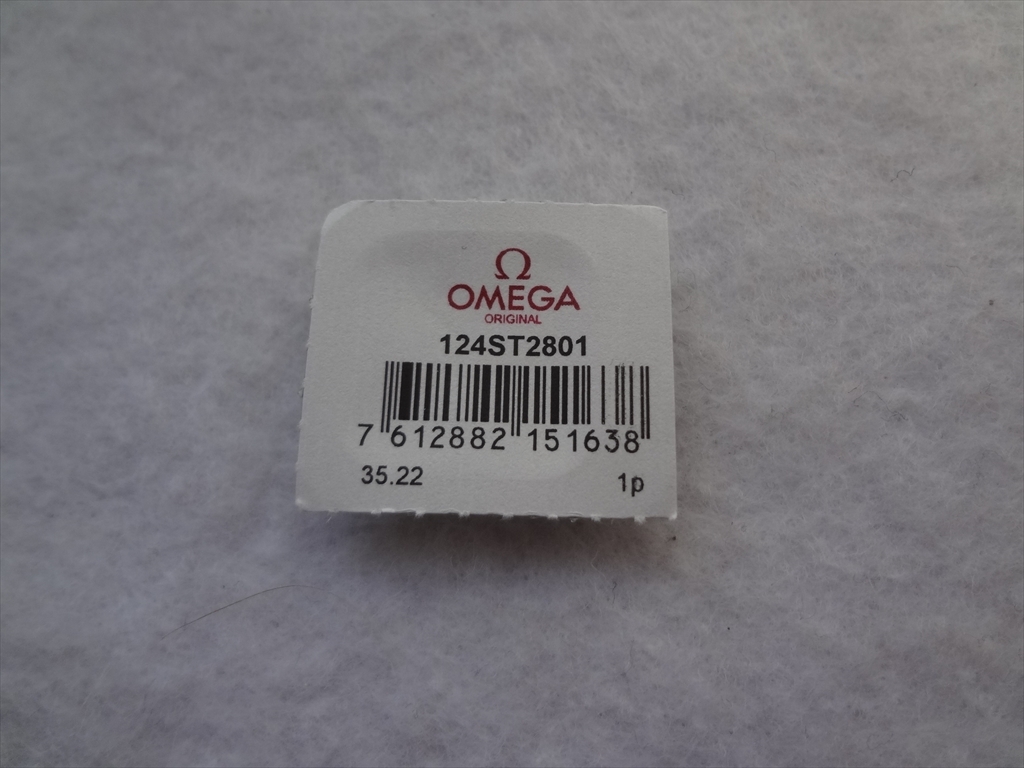 Ω
OMEGA
ORIGINAL
124ST2801
7 612882 151638
35.22
1p